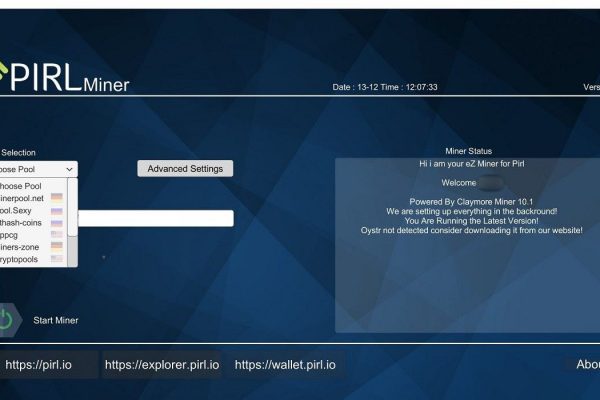 PIRL Miner
Date : 13-12 Time : 12:07:33
Vers
Selection
oose Pool
Advanced Settings
hoose Pool
inerpool.net
ool.Sexy
thash-coins
ppcg
iners-zone
ryptopools
Miner Status
Hi i am your eZ Miner for Pirl
Welcome
Powered By Claymore Miner 10.1
We are setting up everything in the backround!
You Are Running the Latest Version!
Oystr not detected consider downloading it from our website!
Start Miner
https://pirl.io
https://explorer.pirl.io
https://wallet.pirl.io
Abou